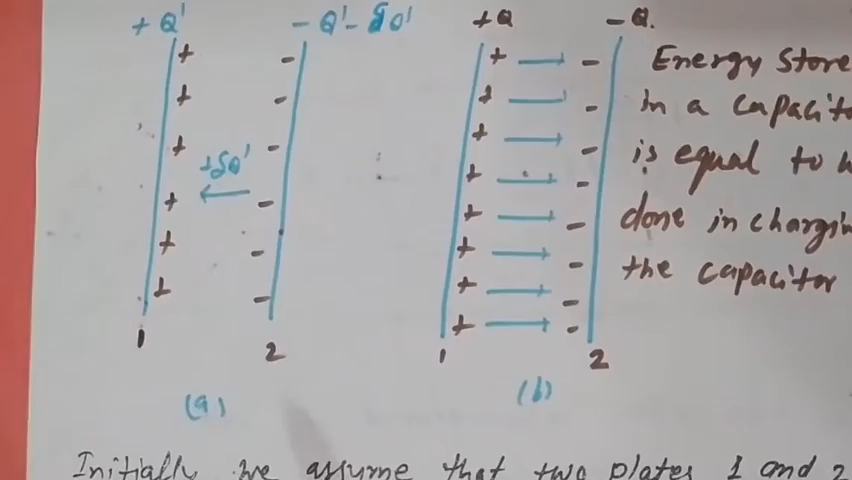 +Q' -Q'-δQ' +Q -Q.
+δQ'
Energy Store
in a capacito
is equal to w
done in chargin
the capacitor
1 2 1 2
(a) (b)
Initially we assume that two plates 1 and 2